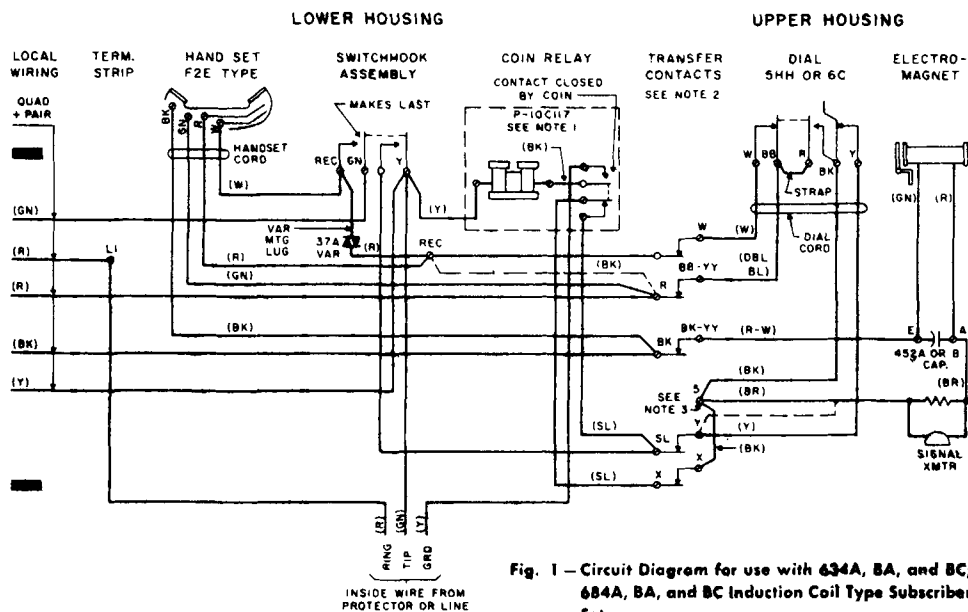 LOWER HOUSING
UPPER HOUSING
LOCAL
WIRING
TERM.
STRIP
HAND SET
F2E TYPE
SWITCHHOOK
ASSEMBLY
COIN RELAY
TRANSFER
CONTACTS
SEE NOTE 2
DIAL
5HH OR 6C
ELECTRO-
MAGNET
QUAD
+ PAIR
MAKES LAST
CONTACT CLOSED
BY COIN
P-10C117
SEE NOTE 1
(BK)
BK
GN
R
W
HANDSET
CORD
REC
GN
Y
W
BB
R
BK
Y
STRAP
(GN)
(R)
(W)
(Y)
DIAL
CORD
(GN)
VAR
MTG
LUG
37A
VAR
(R)
REC
W
(W)
(R)
L1
(R)
(BK)
BB-YY
(DBL
BL)
(GN)
(R)
R
(BK)
BK-YY
(R-W)
E
A
(BK)
BK
452A OR B
CAP.
(Y)
(BK)
S
(BR)
(BR)
SEE
NOTE 3
Y
(Y)
(SL)
SL
(BK)
SIGNAL
XMTR
X
X
(SL)
(R)
(GN)
(Y)
RING
TIP
GRD
INSIDE WIRE FROM
PROTECTOR OR LINE
Fig. 1 — Circuit Diagram for use with 634A, BA, and BC;
684A, BA, and BC Induction Coil Type Subscriber